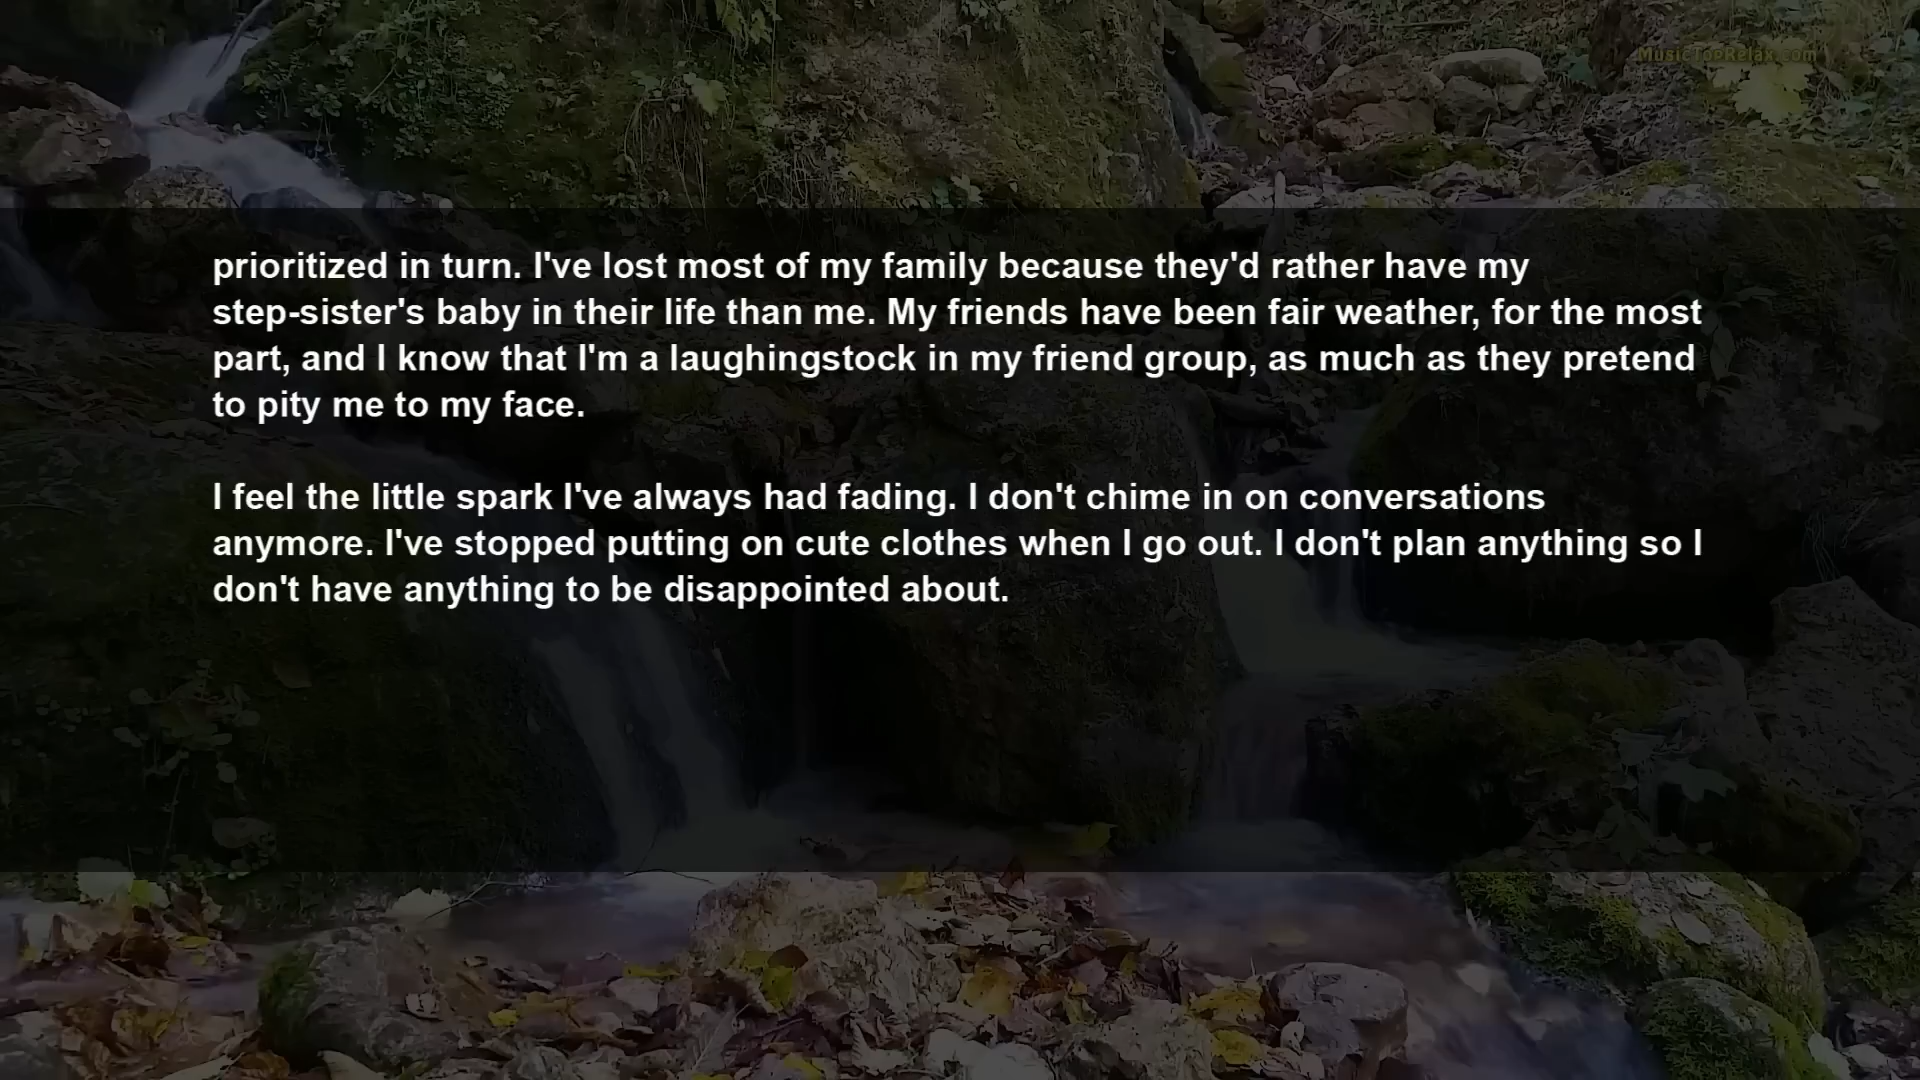 MusicTopRelax.com
prioritized in turn. I've lost most of my family because they'd rather have my
step-sister's baby in their life than me. My friends have been fair weather, for the most
part, and I know that I'm a laughingstock in my friend group, as much as they pretend
to pity me to my face.
I feel the little spark I've always had fading. I don't chime in on conversations
anymore. I've stopped putting on cute clothes when I go out. I don't plan anything so I
don't have anything to be disappointed about.